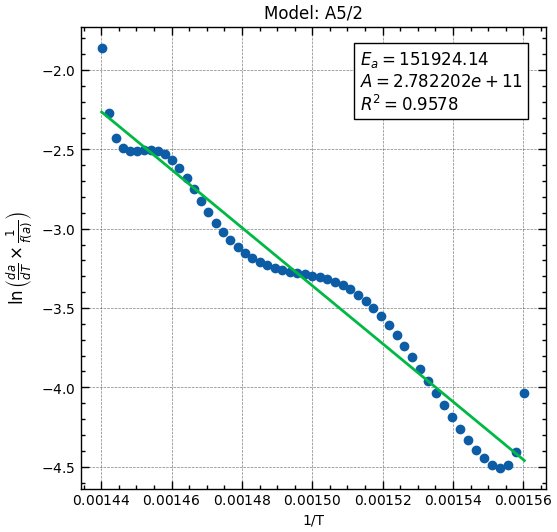 Model: A5/2
E_a = 151924.14
A = 2.782202e + 11
R^2 = 0.9578
−2.0
−2.5
−3.0
−3.5
−4.0
−4.5
ln (da/dT × 1/f(a))
0.00144 0.00146 0.00148 0.00150 0.00152 0.00154 0.00156
1/T